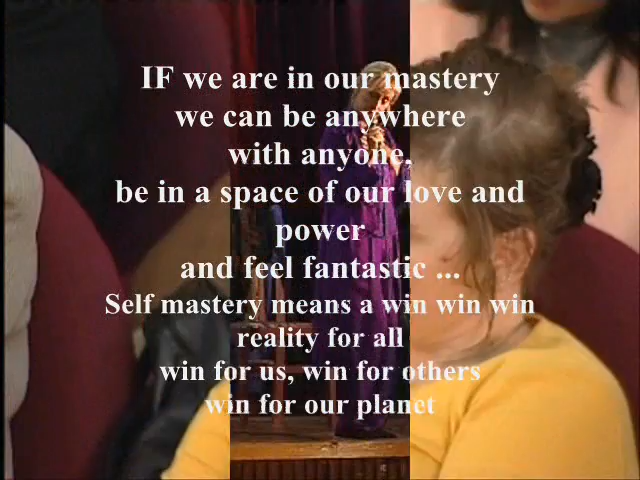 IF we are in our mastery
we can be anywhere
with anyone,
be in a space of our love and
power
and feel fantastic ...
Self mastery means a win win win
reality for all
win for us, win for others
win for our planet